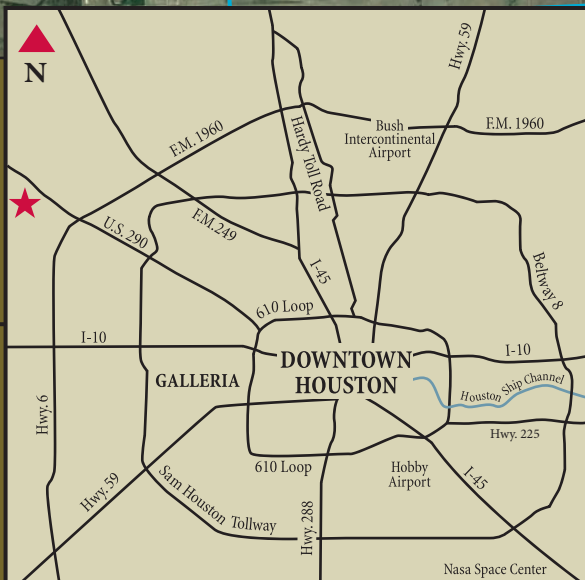 N
Hwy. 59
F.M. 1960
Hardy Toll Road
Bush
Intercontinental
Airport
F.M. 1960
U.S. 290
F.M.249
I-45
Beltway 8
610 Loop
I-10
DOWNTOWN
HOUSTON
I-10
GALLERIA
Houston Ship Channel
Hwy. 6
Hwy. 225
610 Loop
Hobby
Airport
I-45
Hwy. 59
Sam Houston Tollway
Hwy. 288
Nasa Space Center